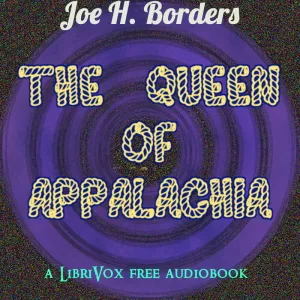 Joe H. Borders
THE QUEEN
OF
APPALACHIA
A LIBRIVOX FREE AUDIOBOOK